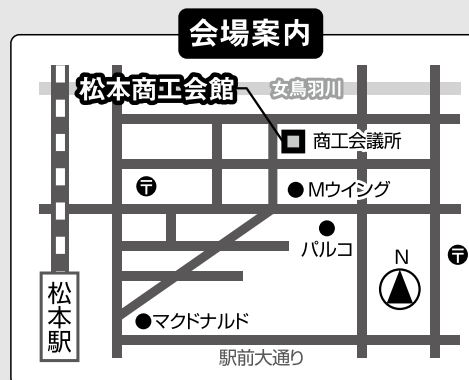 会場案内
女鳥羽川
松本商工会館
商工会議所
〒
Mウイング
パルコ
N
〒
松本駅
マクドナルド
駅前大通り